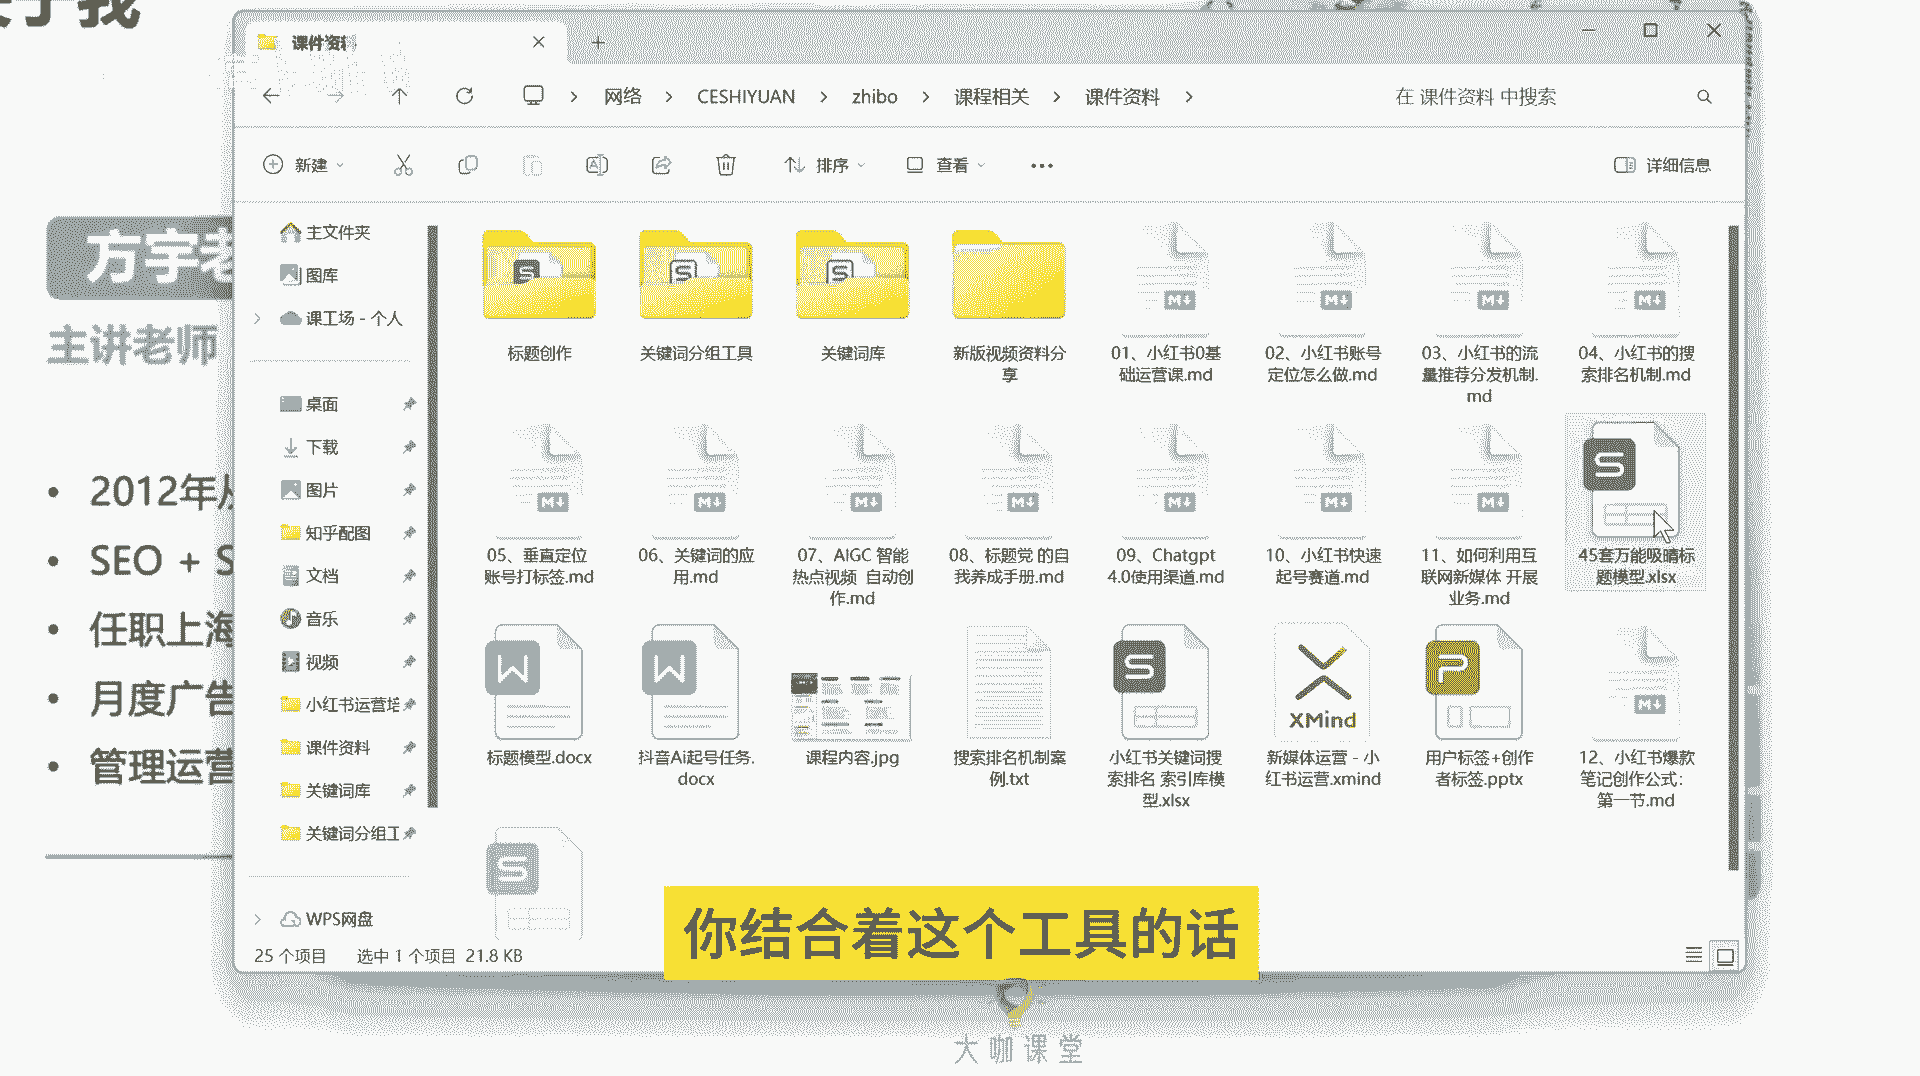 课件资料
网络 > CESHIYUAN > zhibo > 课程相关 > 课件资料 >
在 课件资料 中搜索
新建
排序
查看
详细信息
主文件夹
图库
课工场 - 个人
桌面
下载
图片
知乎配图
文档
音乐
视频
小红书运营培
课件资料
关键词库
关键词分组工
WPS网盘
标题创作
关键词分组工具
关键词库
新版视频资料分
享
01、小红书0基
础运营课.md
02、小红书账号
定位怎么做.md
03、小红书的流
量推荐分发机制.
md
04、小红书的搜
索排名机制.md
05、垂直定位
账号打标签.md
06、关键词的应
用.md
07、AIGC 智能
热点视频 自动创
作.md
08、标题党 的自
我养成手册.md
09、Chatgpt
4.0使用渠道.md
10、小红书快速
起号赛道.md
11、如何利用互
联网新媒体 开展
业务.md
45套万能吸睛标
题模型.xlsx
标题模型.docx
抖音Ai起号任务.
docx
课程内容.jpg
搜索排名机制案
例.txt
小红书关键词搜
索排名 索引库模
型.xlsx
XMind
新媒体运营 - 小
红书运营.xmind
用户标签+创作
者标签.pptx
12、小红书爆款
笔记创作公式：
第一节.md
25 个项目 选中 1 个项目 21.8 KB
方宇老
主讲老师
2012年从
SEO + S
任职上海
月度广告
管理运营
你结合着这个工具的话
大咖课堂